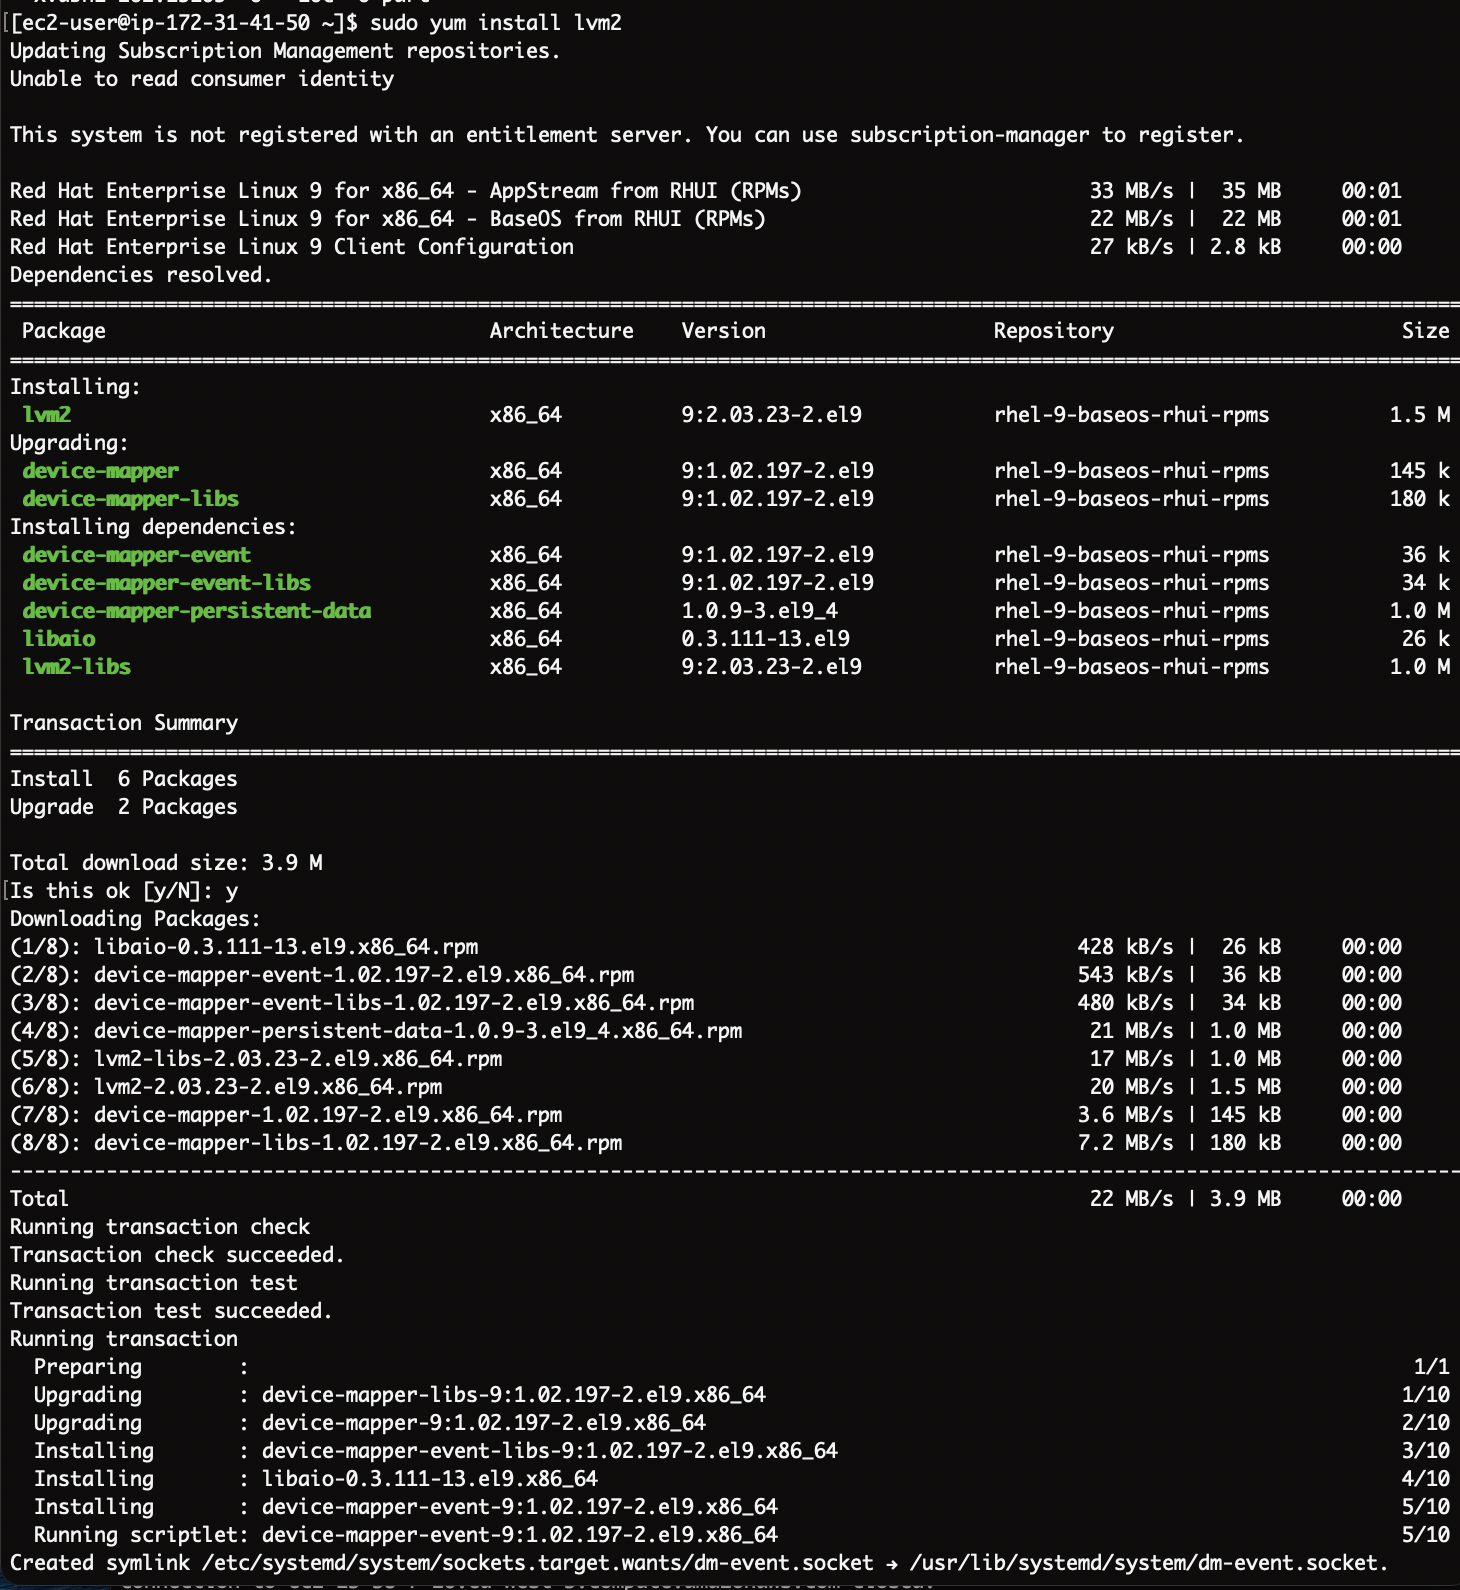 [[ec2-user@ip-172-31-41-50 ~]$ sudo yum install lvm2
Updating Subscription Management repositories.
Unable to read consumer identity
This system is not registered with an entitlement server. You can use subscription-manager to register.
Red Hat Enterprise Linux 9 for x86_64 - AppStream from RHUI (RPMs) 33 MB/s | 35 MB 00:01
Red Hat Enterprise Linux 9 for x86_64 - BaseOS from RHUI (RPMs) 22 MB/s | 22 MB 00:01
Red Hat Enterprise Linux 9 Client Configuration 27 kB/s | 2.8 kB 00:00
Dependencies resolved.
================================================================================
Package Architecture Version Repository Size
================================================================================
Installing:
lvm2 x86_64 9:2.03.23-2.el9 rhel-9-baseos-rhui-rpms 1.5 M
Upgrading:
device-mapper x86_64 9:1.02.197-2.el9 rhel-9-baseos-rhui-rpms 145 k
device-mapper-libs x86_64 9:1.02.197-2.el9 rhel-9-baseos-rhui-rpms 180 k
Installing dependencies:
device-mapper-event x86_64 9:1.02.197-2.el9 rhel-9-baseos-rhui-rpms 36 k
device-mapper-event-libs x86_64 9:1.02.197-2.el9 rhel-9-baseos-rhui-rpms 34 k
device-mapper-persistent-data x86_64 1.0.9-3.el9_4 rhel-9-baseos-rhui-rpms 1.0 M
libaio x86_64 0.3.111-13.el9 rhel-9-baseos-rhui-rpms 26 k
lvm2-libs x86_64 9:2.03.23-2.el9 rhel-9-baseos-rhui-rpms 1.0 M
Transaction Summary
================================================================================
Install 6 Packages
Upgrade 2 Packages
Total download size: 3.9 M
[Is this ok [y/N]: y
Downloading Packages:
(1/8): libaio-0.3.111-13.el9.x86_64.rpm 428 kB/s | 26 kB 00:00
(2/8): device-mapper-event-1.02.197-2.el9.x86_64.rpm 543 kB/s | 36 kB 00:00
(3/8): device-mapper-event-libs-1.02.197-2.el9.x86_64.rpm 480 kB/s | 34 kB 00:00
(4/8): device-mapper-persistent-data-1.0.9-3.el9_4.x86_64.rpm 21 MB/s | 1.0 MB 00:00
(5/8): lvm2-libs-2.03.23-2.el9.x86_64.rpm 17 MB/s | 1.0 MB 00:00
(6/8): lvm2-2.03.23-2.el9.x86_64.rpm 20 MB/s | 1.5 MB 00:00
(7/8): device-mapper-1.02.197-2.el9.x86_64.rpm 3.6 MB/s | 145 kB 00:00
(8/8): device-mapper-libs-1.02.197-2.el9.x86_64.rpm 7.2 MB/s | 180 kB 00:00
--------------------------------------------------------------------------------
Total 22 MB/s | 3.9 MB 00:00
Running transaction check
Transaction check succeeded.
Running transaction test
Transaction test succeeded.
Running transaction
Preparing : 1/1
Upgrading : device-mapper-libs-9:1.02.197-2.el9.x86_64 1/10
Upgrading : device-mapper-9:1.02.197-2.el9.x86_64 2/10
Installing : device-mapper-event-libs-9:1.02.197-2.el9.x86_64 3/10
Installing : libaio-0.3.111-13.el9.x86_64 4/10
Installing : device-mapper-event-9:1.02.197-2.el9.x86_64 5/10
Running scriptlet: device-mapper-event-9:1.02.197-2.el9.x86_64 5/10
Created symlink /etc/systemd/system/sockets.target.wants/dm-event.socket → /usr/lib/systemd/system/dm-event.socket.